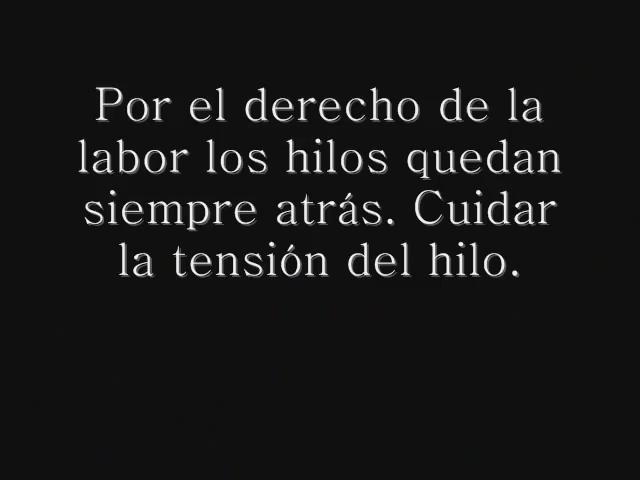 Por el derecho de la
labor los hilos quedan
siempre atrás. Cuidar
la tensión del hilo.